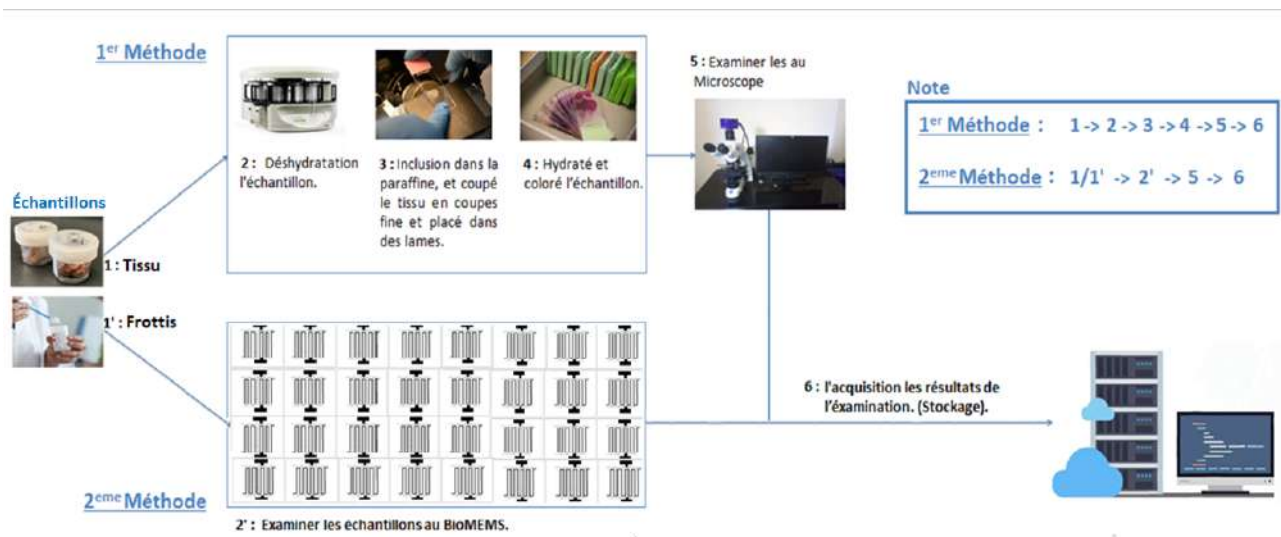 1er Méthode
2 : Déshydratation
l'échantillon.
3 : Inclusion dans la
paraffine, et coupé
le tissu en coupes
fine et placé dans
des lames.
4 : Hydraté et
coloré l'échantillon.
5 : Examiner les au
Microscope
Note
1er Méthode : 1 -> 2 -> 3 -> 4 -> 5 -> 6
2eme Méthode : 1/1' -> 2' -> 5 -> 6
Échantillons
1 : Tissu
1' : Frottis
6 : l'acquisition les résultats de
l'éxamination. (Stockage).
2eme Méthode
2' : Examiner les échantillons au BioMEMS.